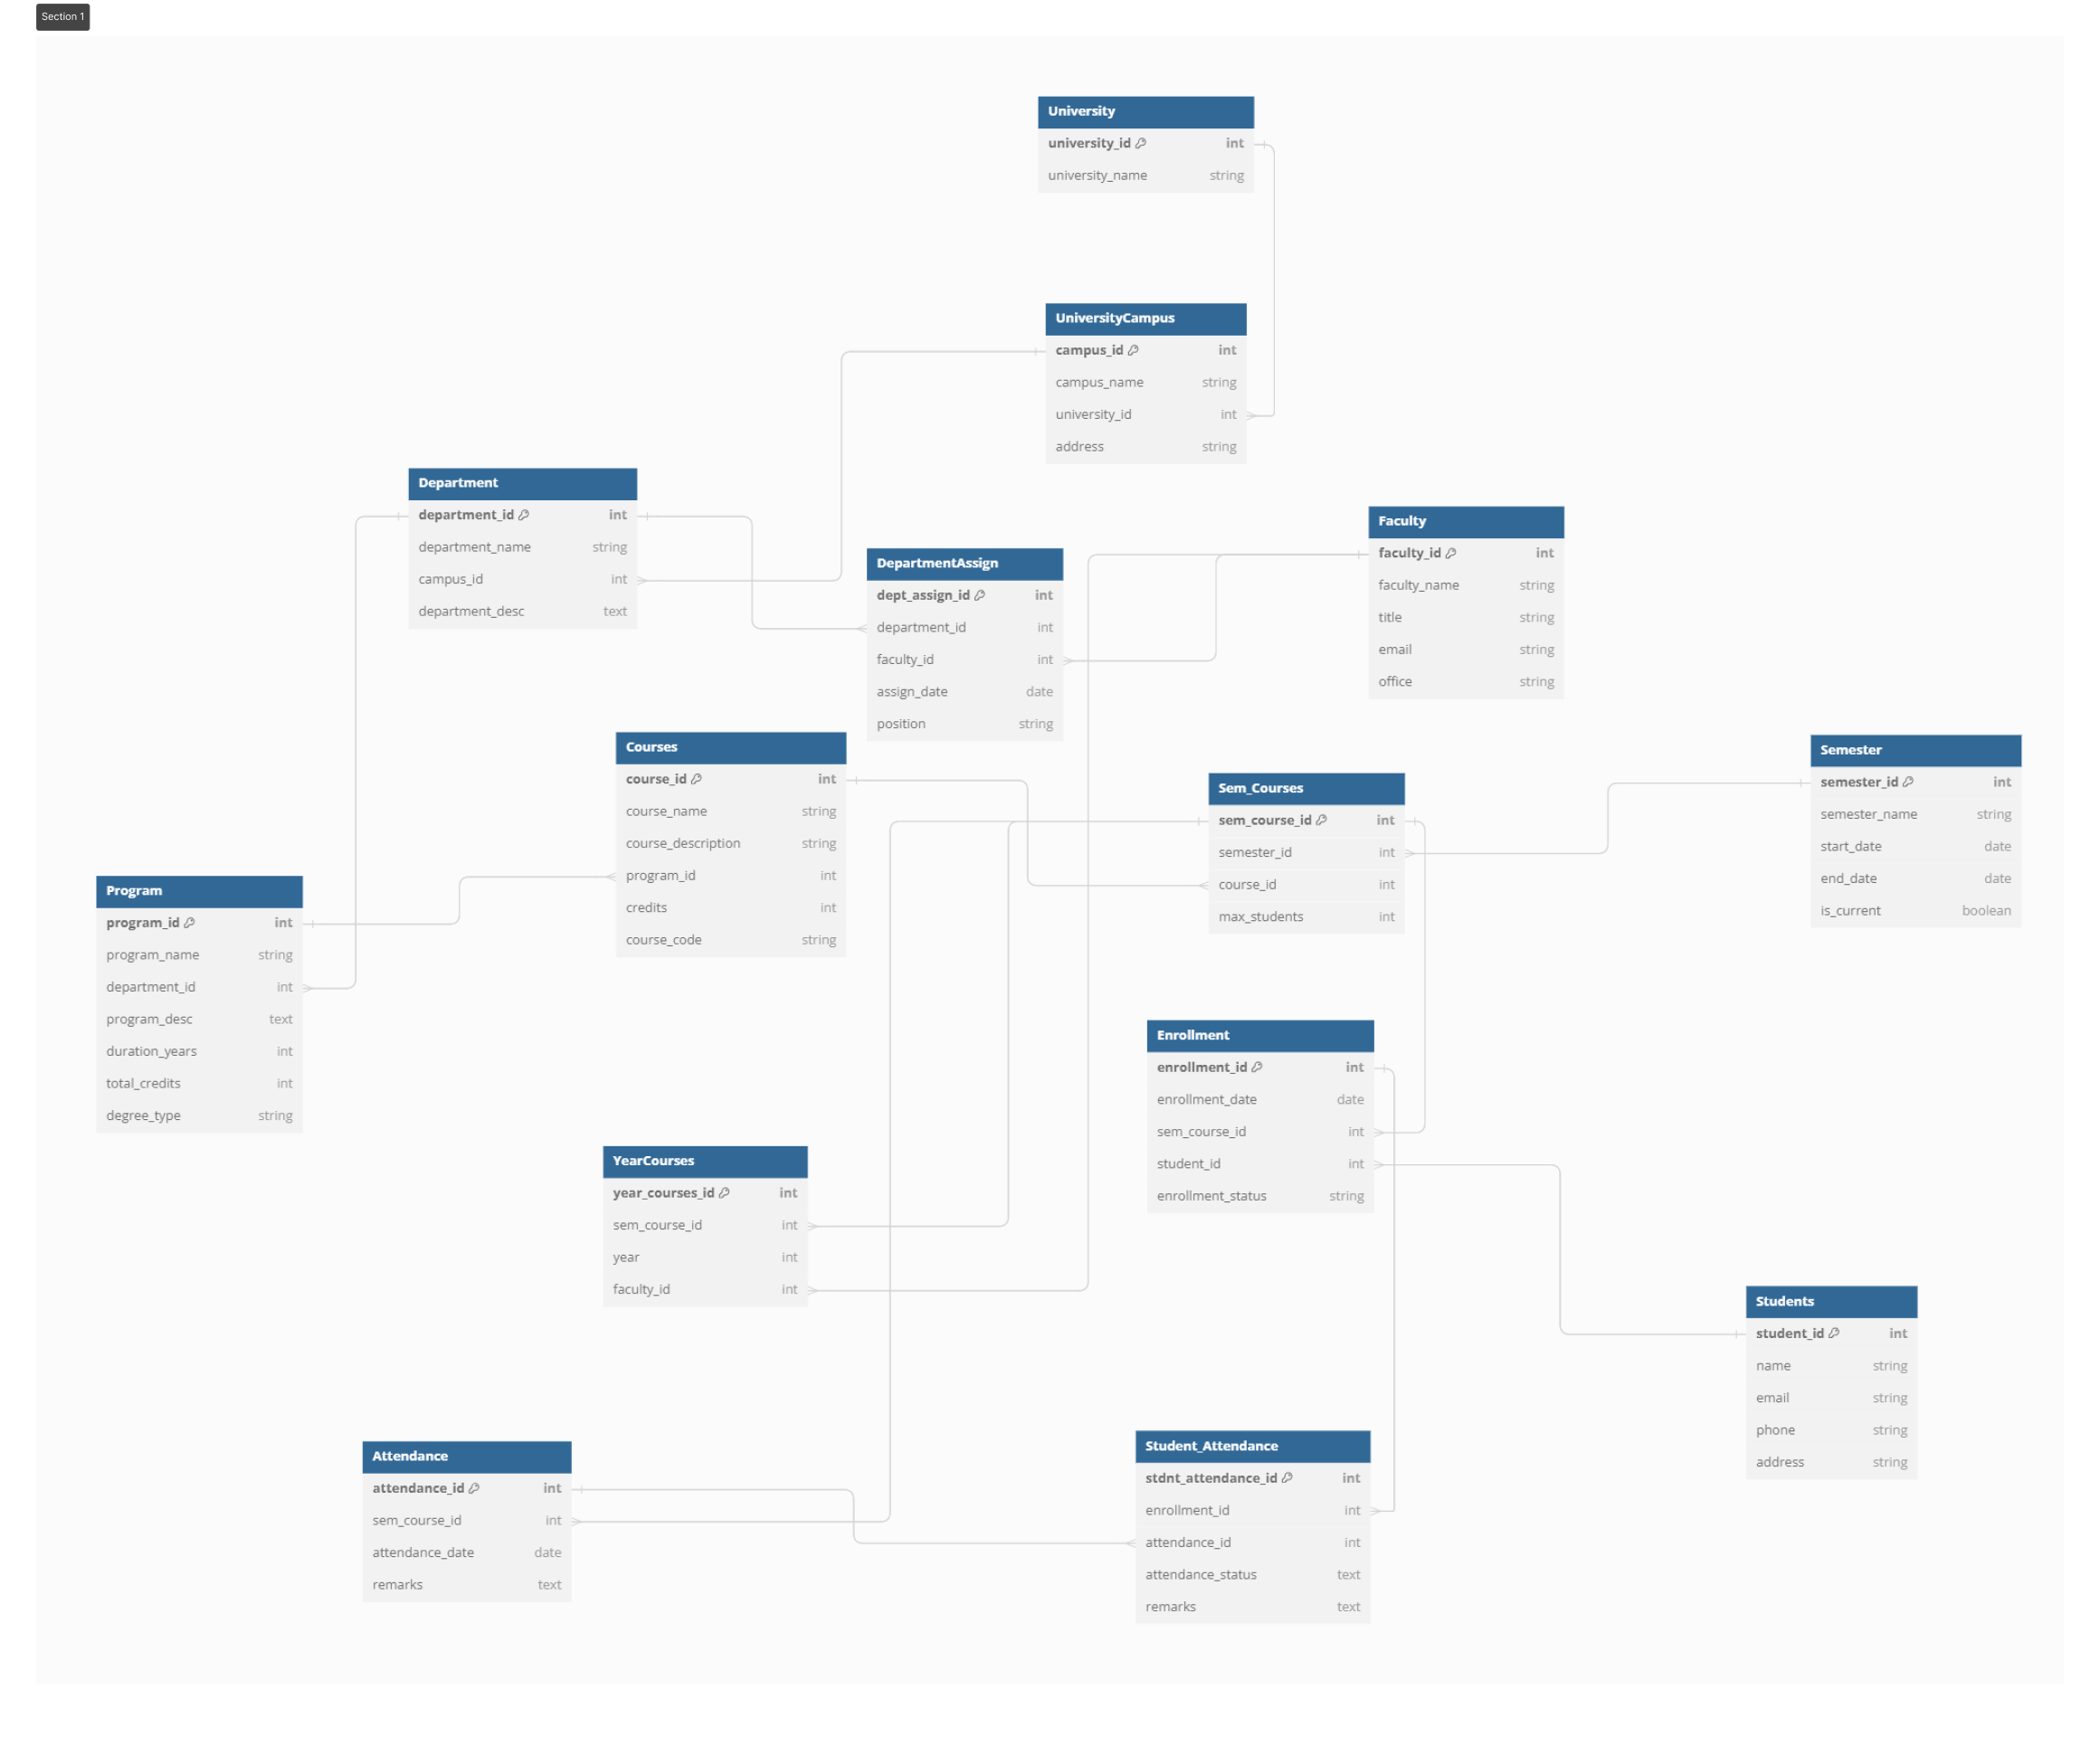 Section 1
University
university_id int
university_name string
UniversityCampus
campus_id int
campus_name string
university_id int
address string
Department
department_id int
department_name string
campus_id int
department_desc text
Faculty
faculty_id int
faculty_name string
title string
email string
office string
DepartmentAssign
dept_assign_id int
department_id int
faculty_id int
assign_date date
position string
Courses
course_id int
course_name string
course_description string
program_id int
credits int
course_code string
Semester
semester_id int
semester_name string
start_date date
end_date date
is_current boolean
Sem_Courses
sem_course_id int
semester_id int
course_id int
max_students int
Program
program_id int
program_name string
department_id int
program_desc text
duration_years int
total_credits int
degree_type string
Enrollment
enrollment_id int
enrollment_date date
sem_course_id int
student_id int
enrollment_status string
YearCourses
year_courses_id int
sem_course_id int
year int
faculty_id int
Students
student_id int
name string
email string
phone string
address string
Attendance
attendance_id int
sem_course_id int
attendance_date date
remarks text
Student_Attendance
stdnt_attendance_id int
enrollment_id int
attendance_id int
attendance_status text
remarks text